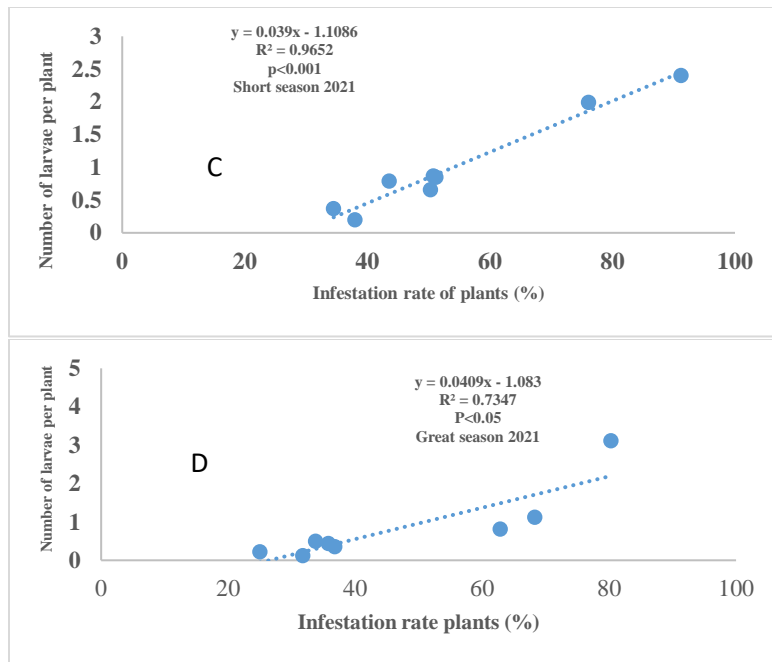 y = 0.039x - 1.1086
R² = 0.9652
p<0.001
Short season 2021
C
Number of larvae per plant
3
2.5
2
1.5
1
0.5
0
0 20 40 60 80 100
Infestation rate of plants (%)
y = 0.0409x - 1.083
R² = 0.7347
P<0.05
Great season 2021
D
Number of larvae per plant
5
4
3
2
1
0
0 20 40 60 80 100
Infestation rate plants (%)